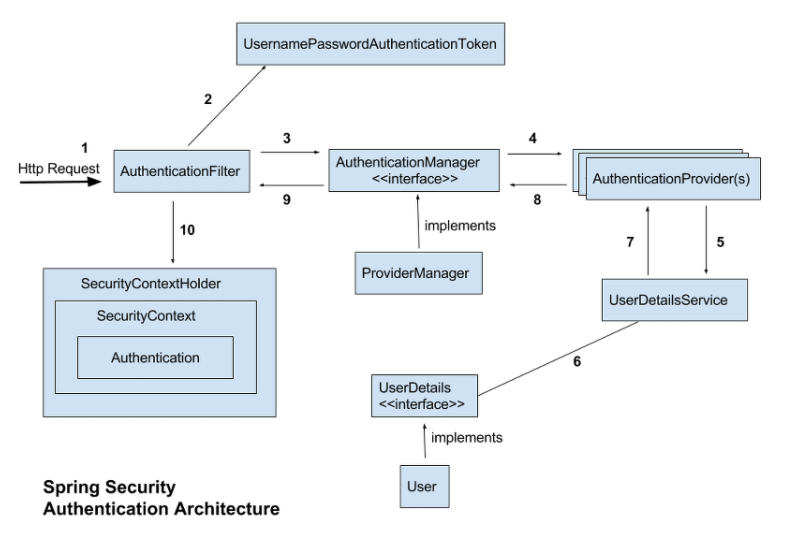 UsernamePasswordAuthenticationToken
2
1
Http Request
AuthenticationFilter
3
9
AuthenticationManager
<<interface>>
4
8
AuthenticationProvider(s)
10
implements
ProviderManager
7
5
UserDetailsService
SecurityContextHolder
SecurityContext
Authentication
6
UserDetails
<<interface>>
implements
User
Spring Security
Authentication Architecture